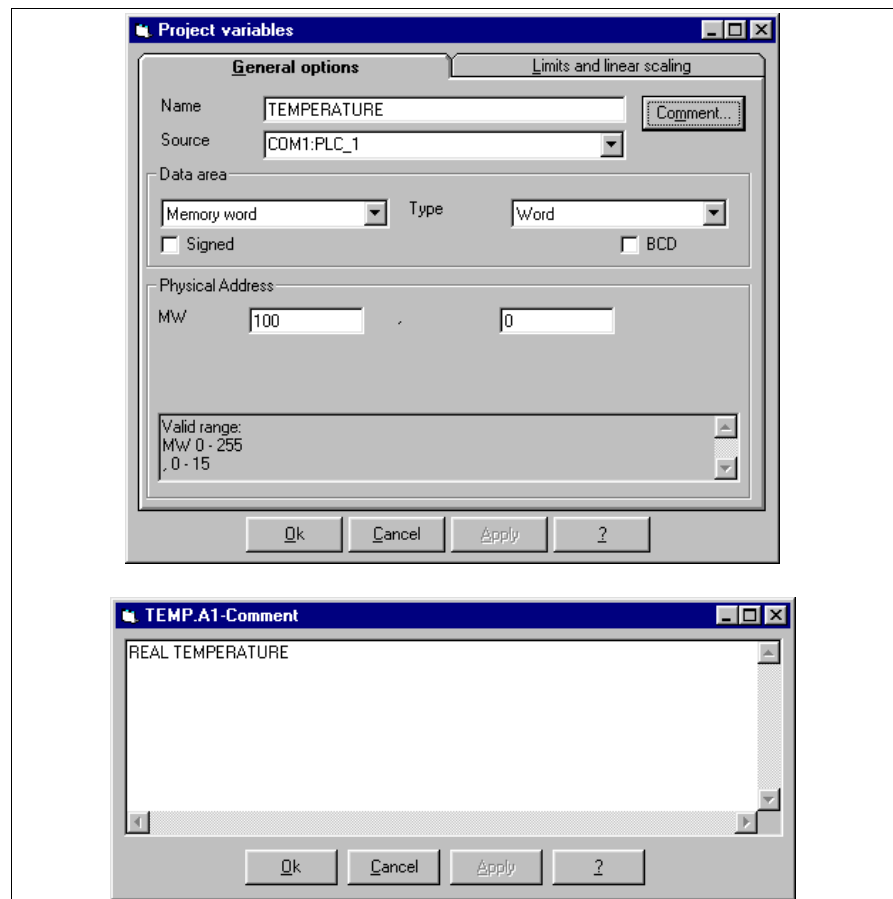 Project variables
General options
Limits and linear scaling
Name
TEMPERATURE
Comment...
Source
COM1:PLC_1
Data area
Memory word
Type
Word
Signed
BCD
Physical Address
MW
100
,
0
Valid range:
MW 0 - 255
, 0 - 15
Ok
Cancel
Apply
?
TEMP.A1-Comment
REAL TEMPERATURE
Ok
Cancel
Apply
?